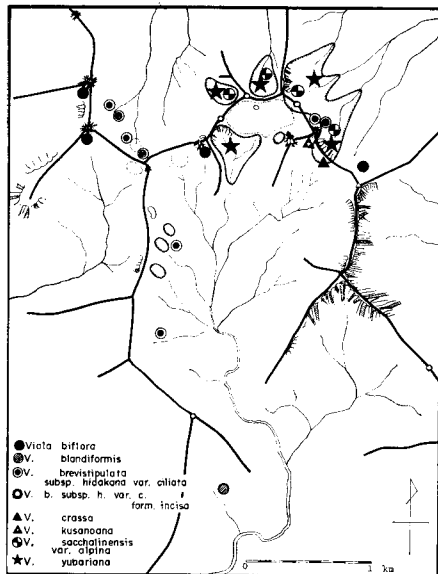 Viola biflora
V. blandiformis
V. brevistipulata
subsp. hidakana var. ciliata
V. b. subsp. h. var. c.
form. incisa
V. crassa
V. kusanoana
V. sacchalinensis
var. alpina
V. yubariana
0 1 km